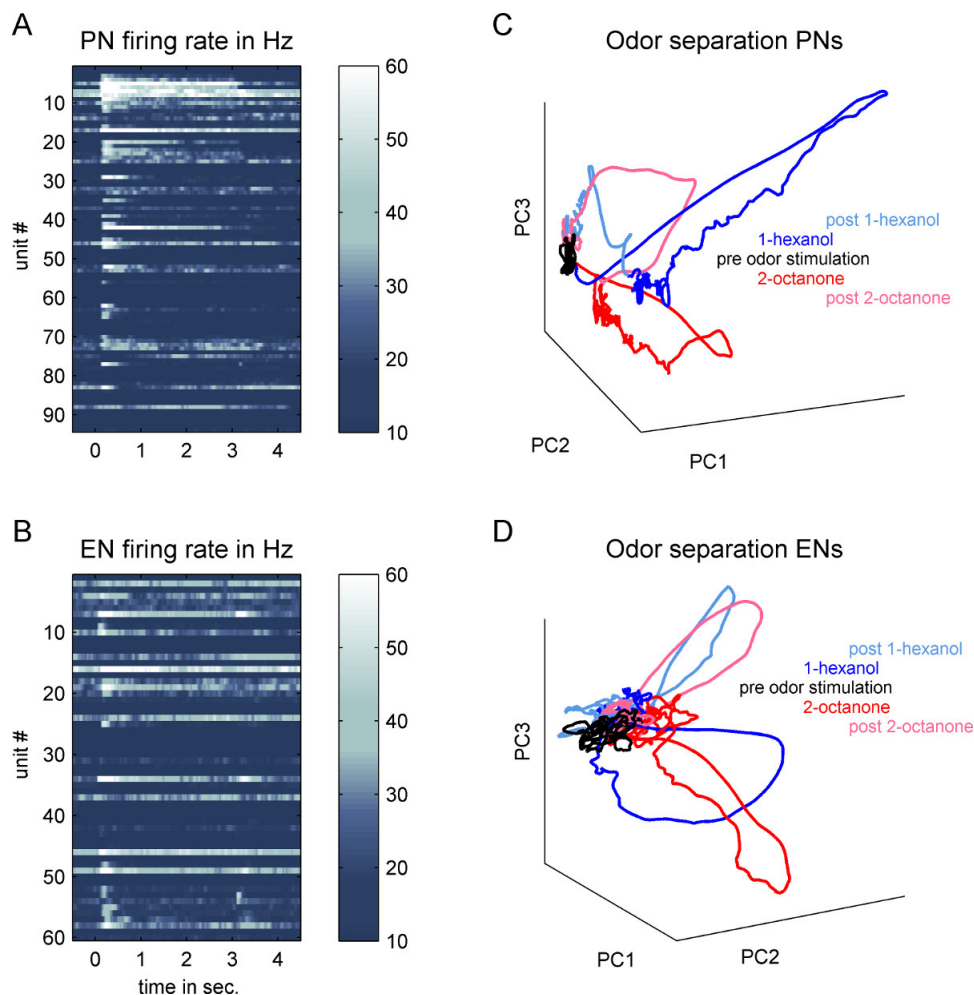 A
PN firing rate in Hz
unit #
10
20
30
40
50
60
70
80
90
0 1 2 3 4
60
50
40
30
20
10
C
Odor separation PNs
PC3
post 1-hexanol
1-hexanol
pre odor stimulation
2-octanone
post 2-octanone
PC2
PC1
B
EN firing rate in Hz
unit #
10
20
30
40
50
60
0 1 2 3 4
time in sec.
60
50
40
30
20
10
D
Odor separation ENs
PC3
post 1-hexanol
1-hexanol
pre odor stimulation
2-octanone
post 2-octanone
PC1
PC2